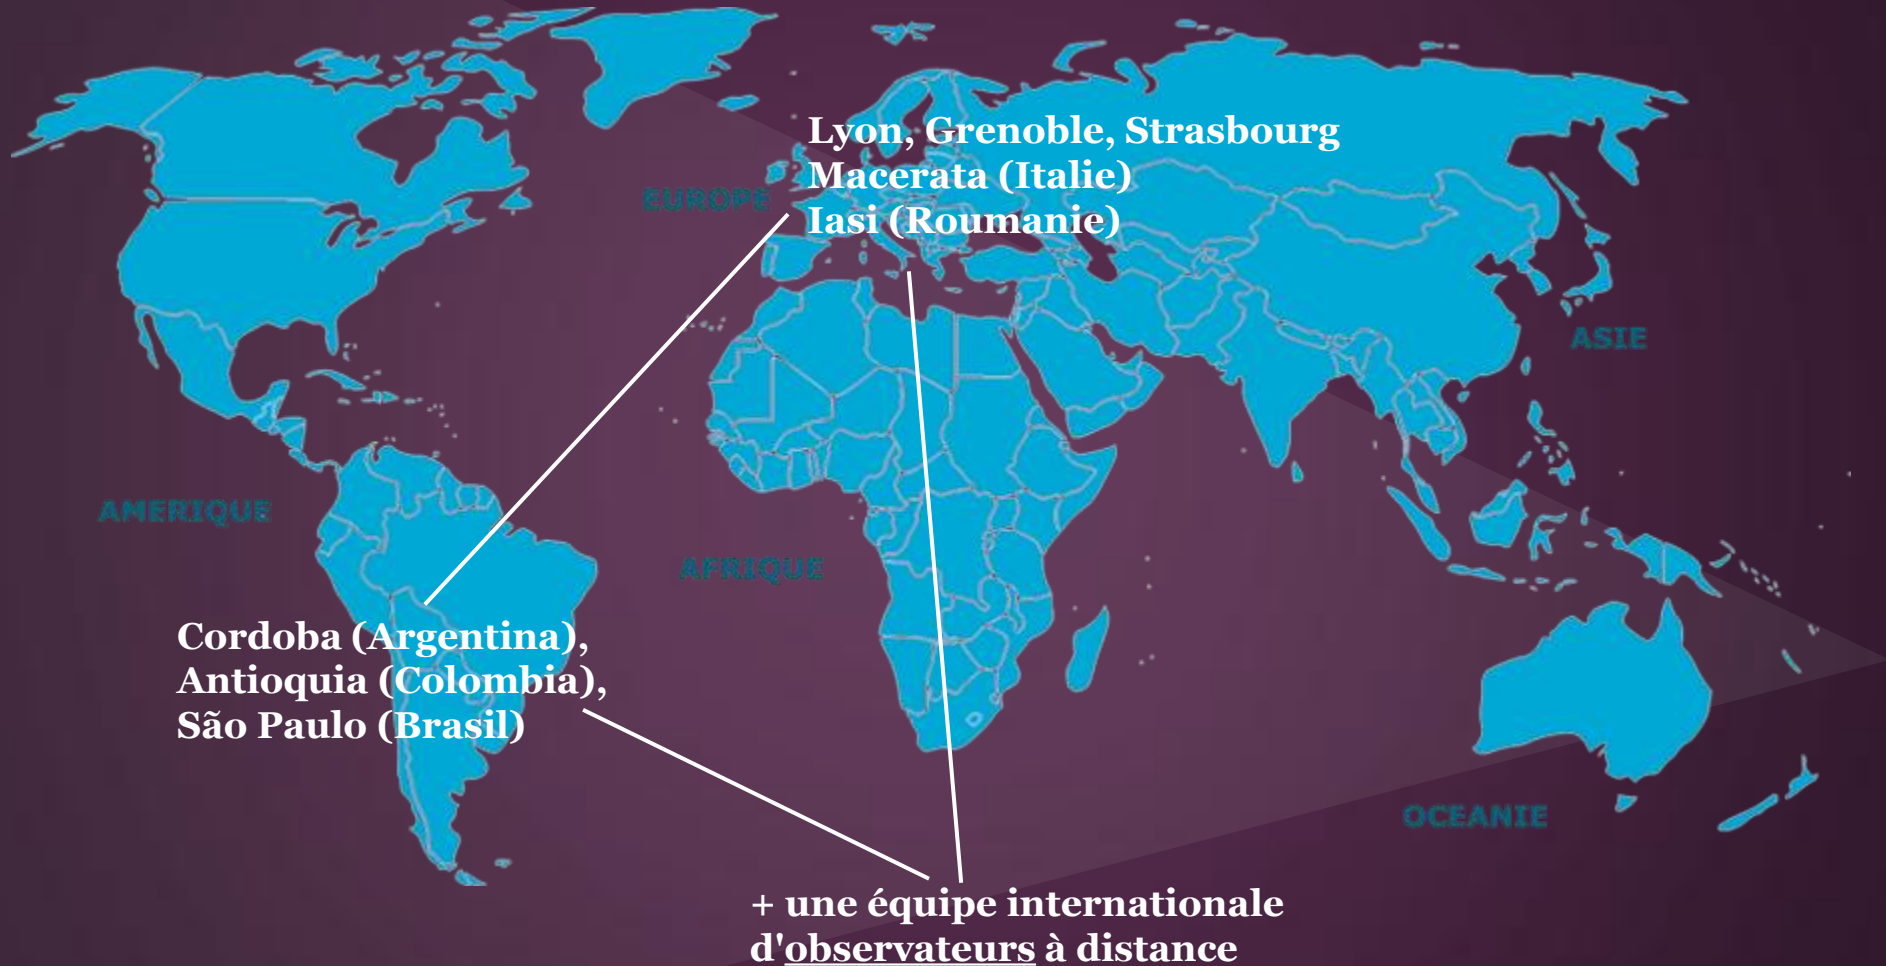 Lyon, Grenoble, Strasbourg
Macerata (Italie)
Iasi (Roumanie)
EUROPE
ASIE
AMERIQUE
AFRIQUE
Cordoba (Argentina),
Antioquia (Colombia),
São Paulo (Brasil)
OCEANIE
+ une équipe internationale
d'observateurs à distance